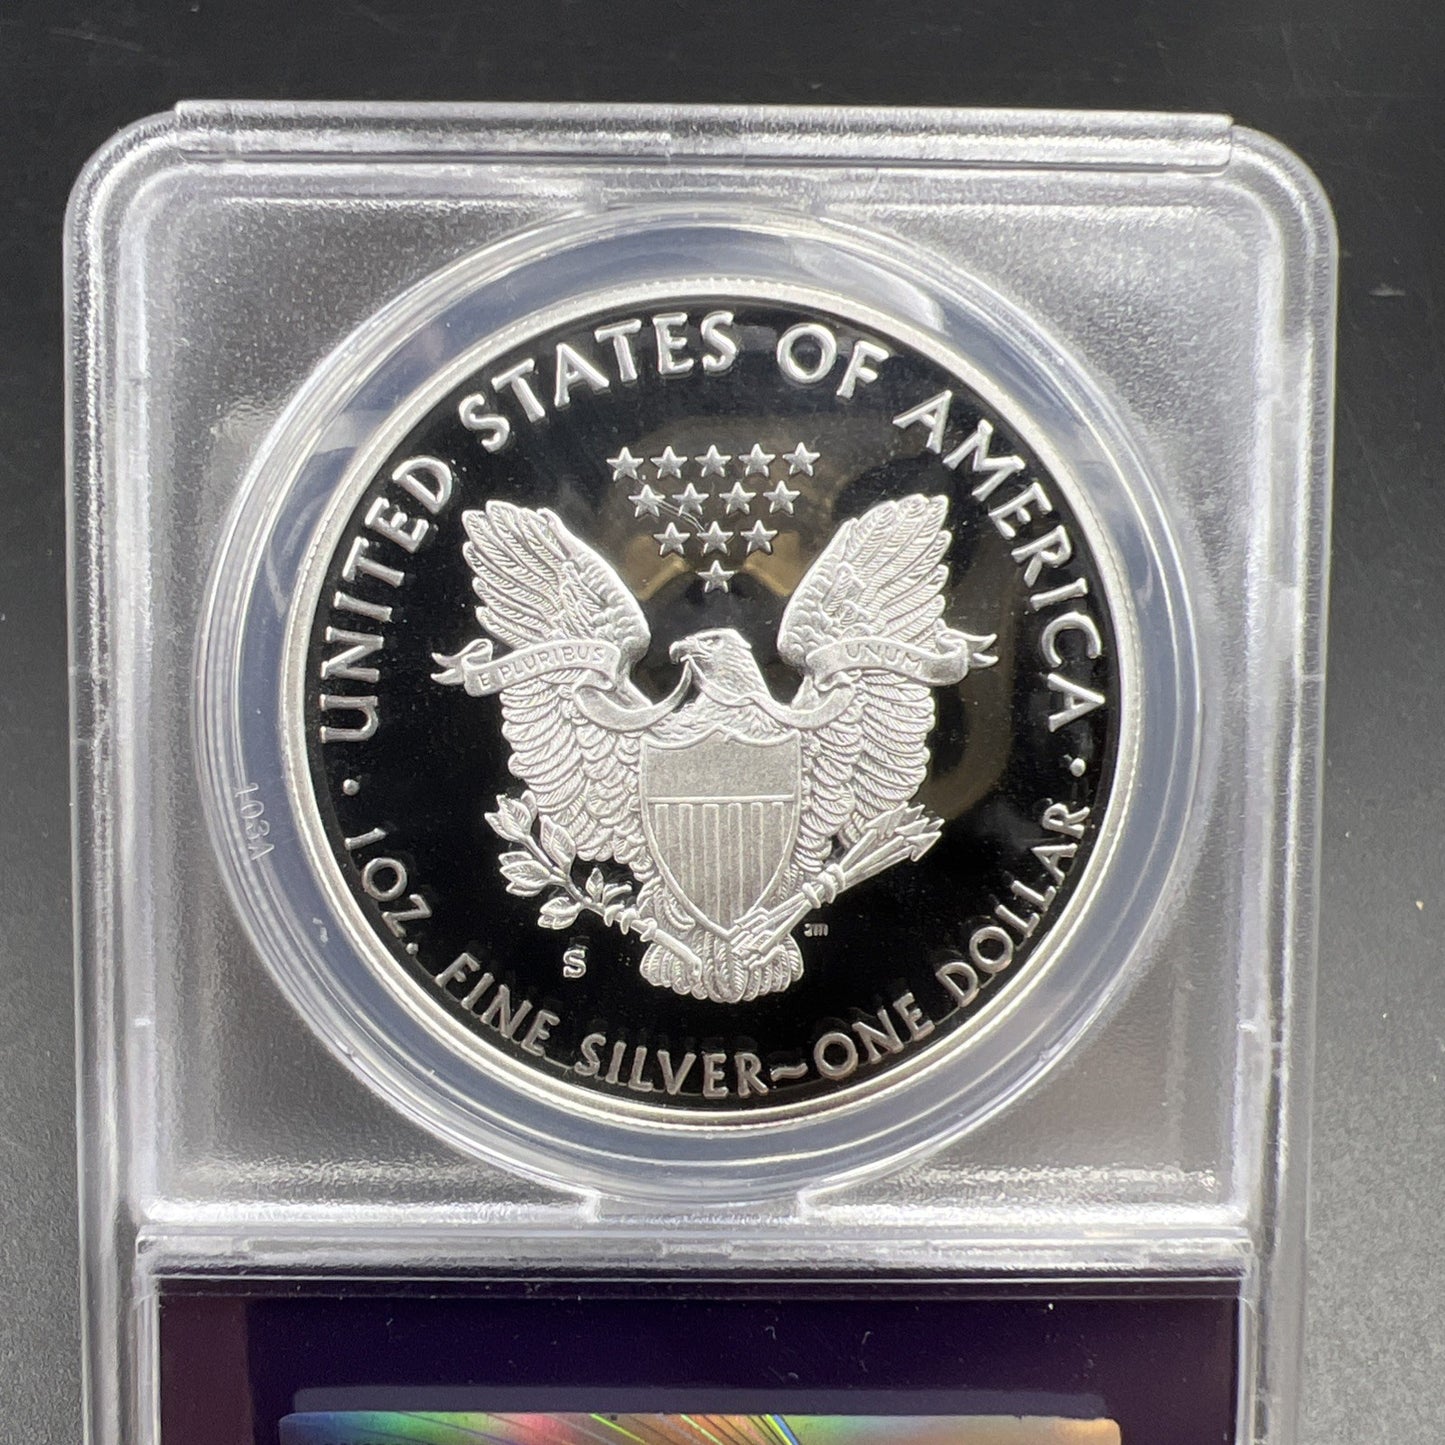 UNITED STATES OF AMERICA
E PLURIBUS UNUM
S
· 1 OZ. FINE SILVER~ONE DOLLAR ·